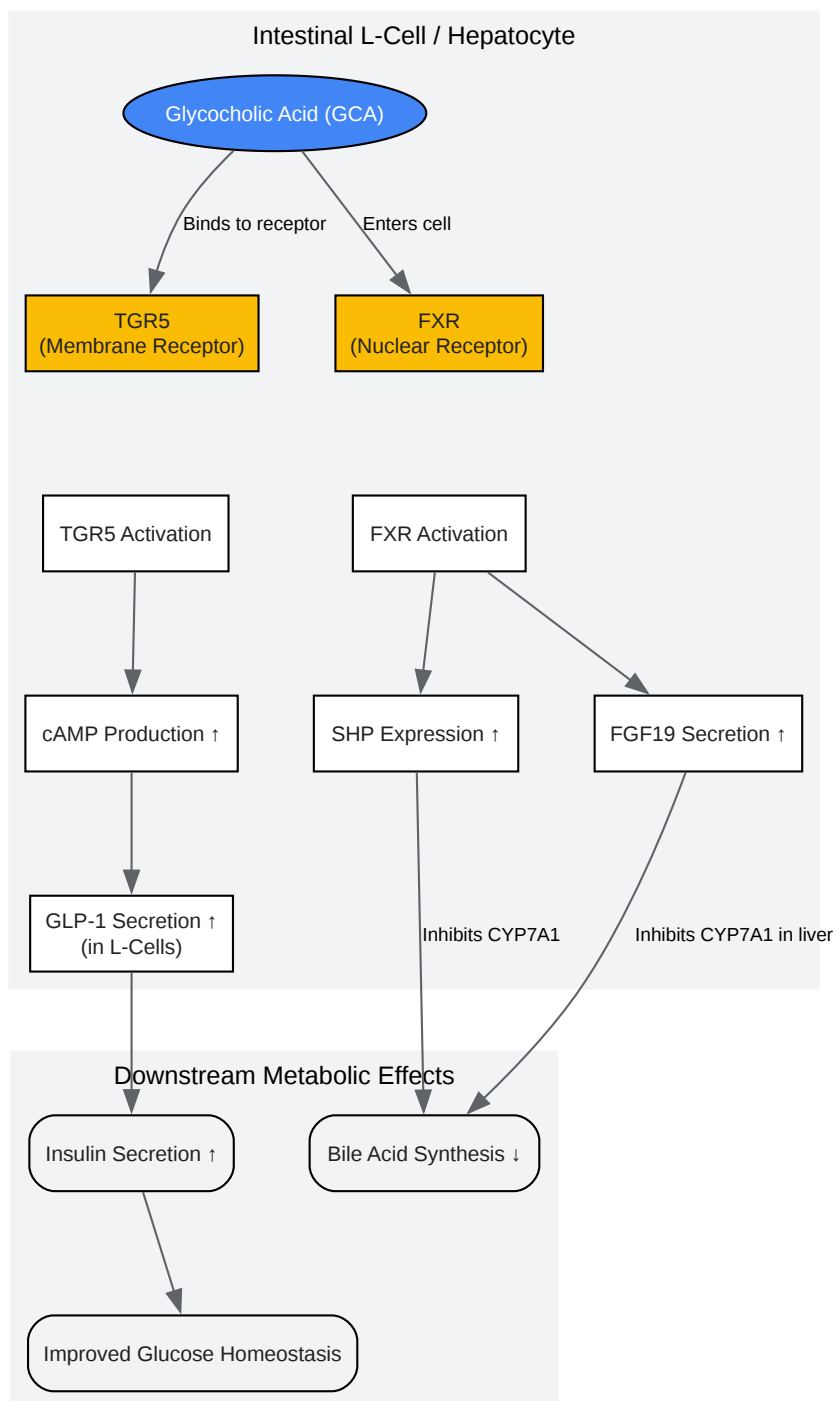 Intestinal L-Cell / Hepatocyte
Glycocholic Acid (GCA)
Binds to receptor
Enters cell
TGR5
(Membrane Receptor)
FXR
(Nuclear Receptor)
TGR5 Activation
FXR Activation
cAMP Production ↑
SHP Expression ↑
FGF19 Secretion ↑
GLP-1 Secretion ↑
(in L-Cells)
Inhibits CYP7A1
Inhibits CYP7A1 in liver
Downstream Metabolic Effects
Insulin Secretion ↑
Bile Acid Synthesis ↓
Improved Glucose Homeostasis